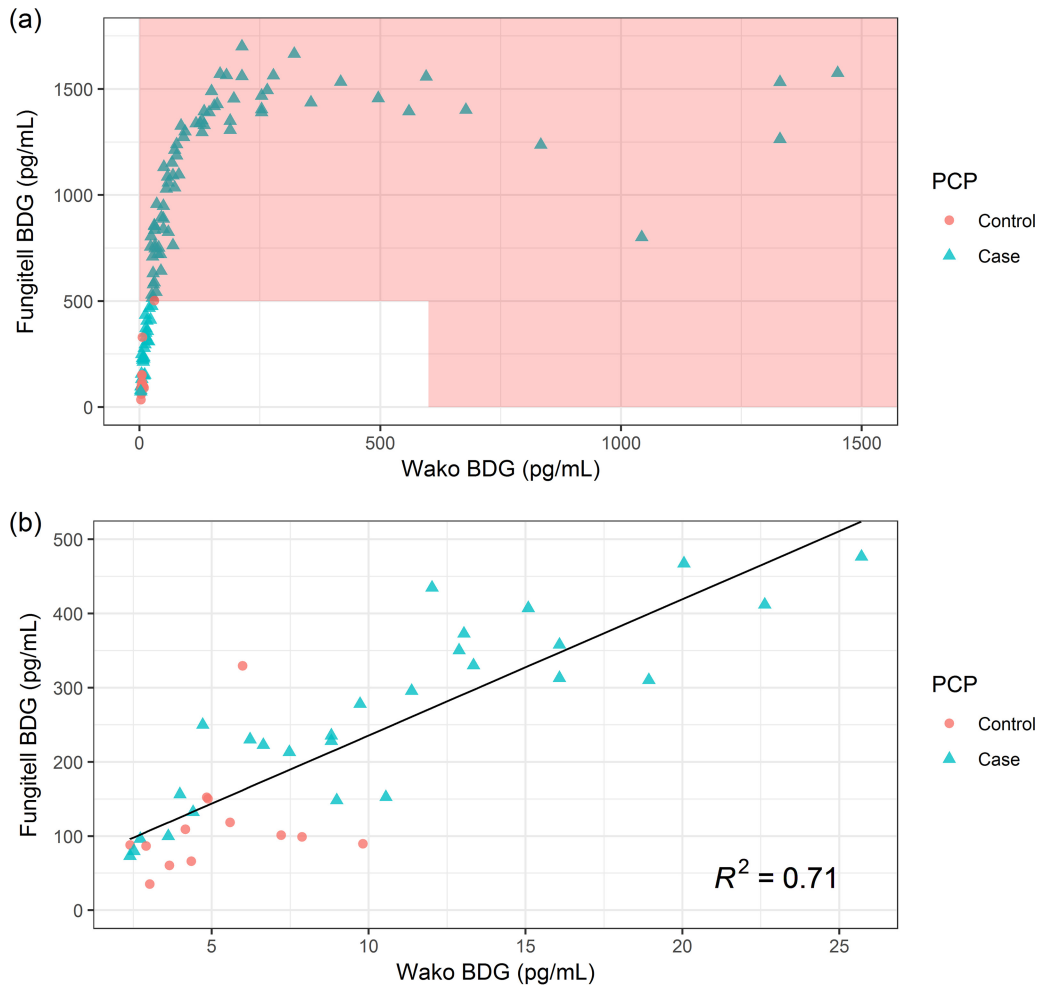 (a)
1500
1000
500
0
Fungitell BDG (pg/mL)
0 500 1000 1500
Wako BDG (pg/mL)
PCP
Control
Case
(b)
500
400
300
200
100
0
Fungitell BDG (pg/mL)
R² = 0.71
5 10 15 20 25
Wako BDG (pg/mL)
PCP
Control
Case